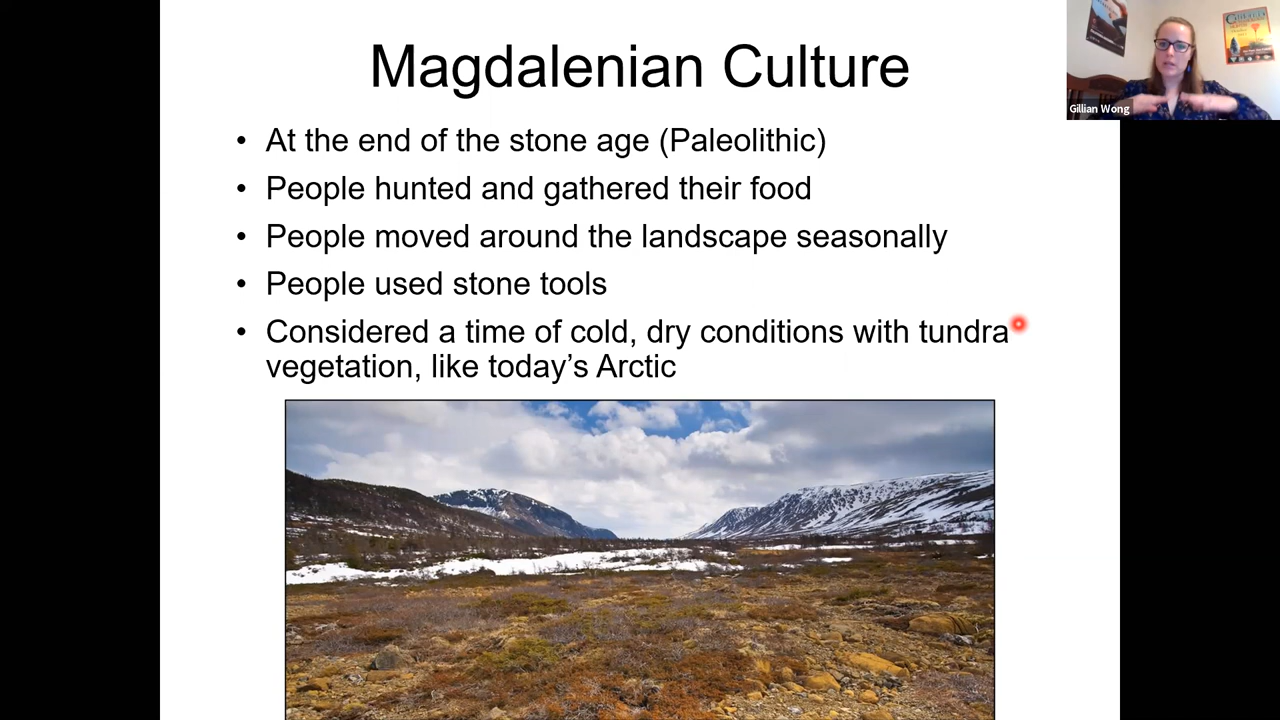 Magdalenian Culture
• At the end of the stone age (Paleolithic)
• People hunted and gathered their food
• People moved around the landscape seasonally
• People used stone tools
• Considered a time of cold, dry conditions with tundra
vegetation, like today’s Arctic
Gillian Wong